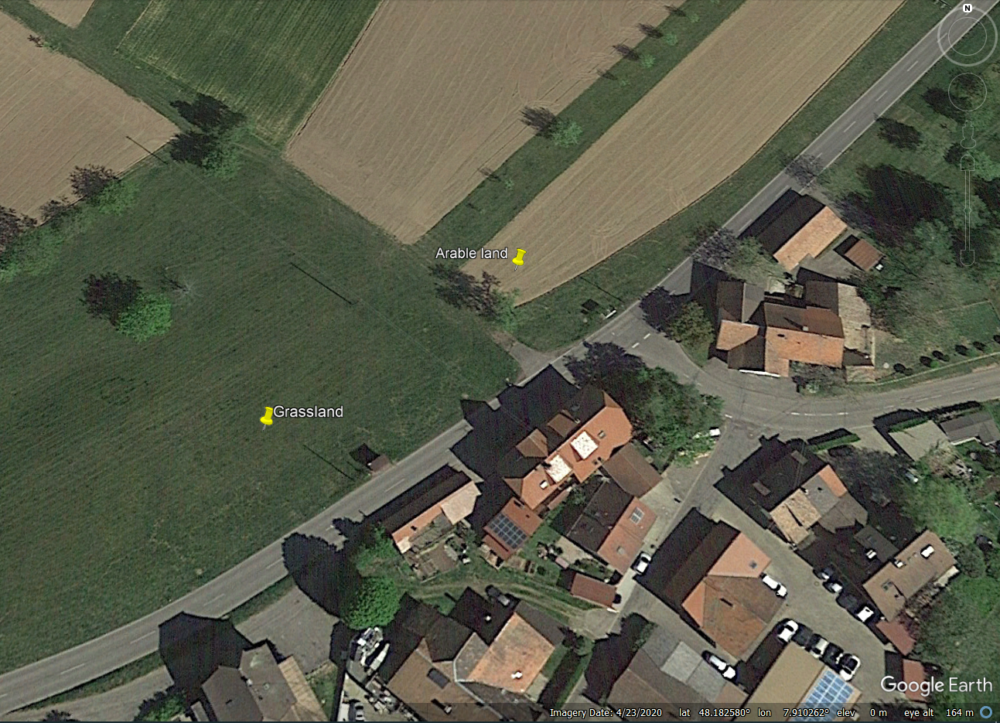 N
Arable land
Grassland
Google Earth
Imagery Date: 4/23/2020 lat 48.182580° lon 7.910262° elev 0 m eye alt 164 m